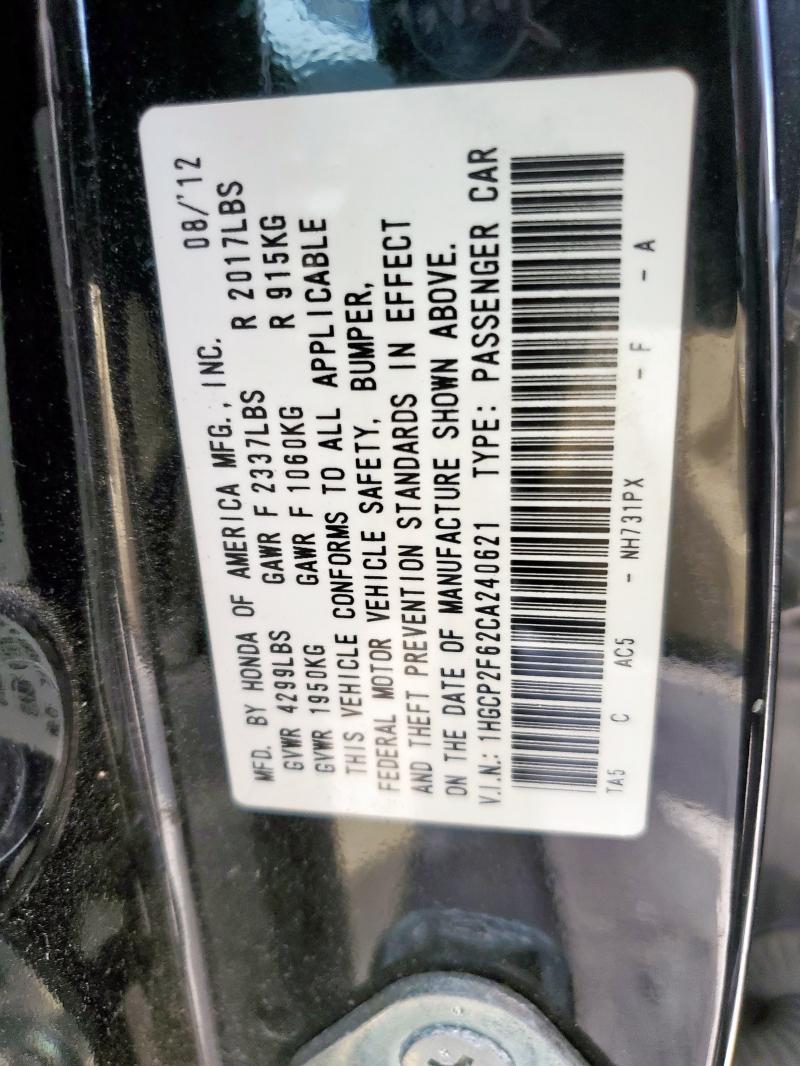 MFD. BY HONDA OF AMERICA MFG., INC. 08/'12
GVWR 4299LBS GAWR F 2337LBS R 2017LBS
GVWR 1950KG GAWR F 1060KG R 915KG
THIS VEHICLE CONFORMS TO ALL APPLICABLE
FEDERAL MOTOR VEHICLE SAFETY, BUMPER,
AND THEFT PREVENTION STANDARDS IN EFFECT
ON THE DATE OF MANUFACTURE SHOWN ABOVE.
V.I.N.: 1HGCP2F62CA240621 TYPE: PASSENGER CAR
TA5 C AC5 - NH731PX - F - A